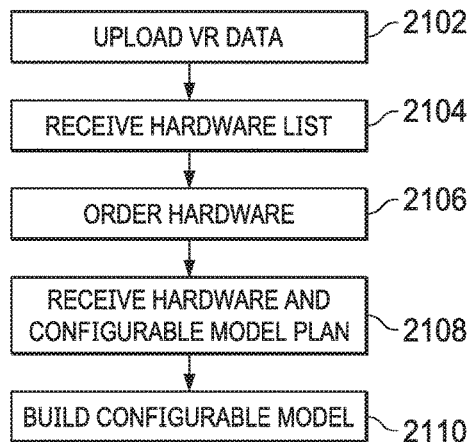 UPLOAD VR DATA
2102
RECEIVE HARDWARE LIST
2104
ORDER HARDWARE
2106
RECEIVE HARDWARE AND
CONFIGURABLE MODEL PLAN
2108
BUILD CONFIGURABLE MODEL
2110